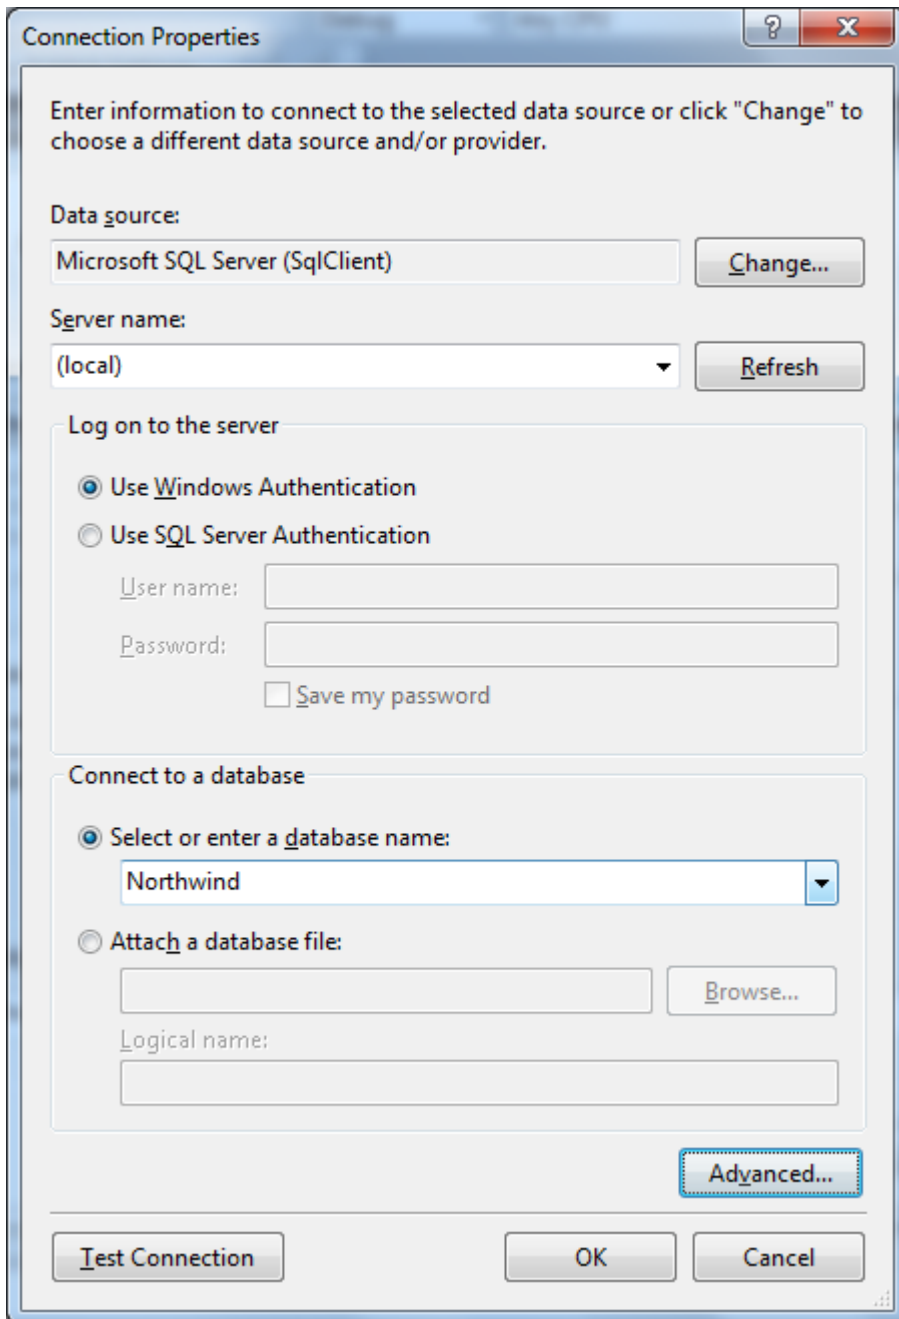 Connection Properties
Enter information to connect to the selected data source or click "Change" to
choose a different data source and/or provider.
Data source:
Microsoft SQL Server (SqlClient)
Change...
Server name:
(local)
Refresh
Log on to the server
Use Windows Authentication
Use SQL Server Authentication
User name:
Password:
Save my password
Connect to a database
Select or enter a database name:
Northwind
Attach a database file:
Browse...
Logical name:
Advanced...
Test Connection
OK
Cancel